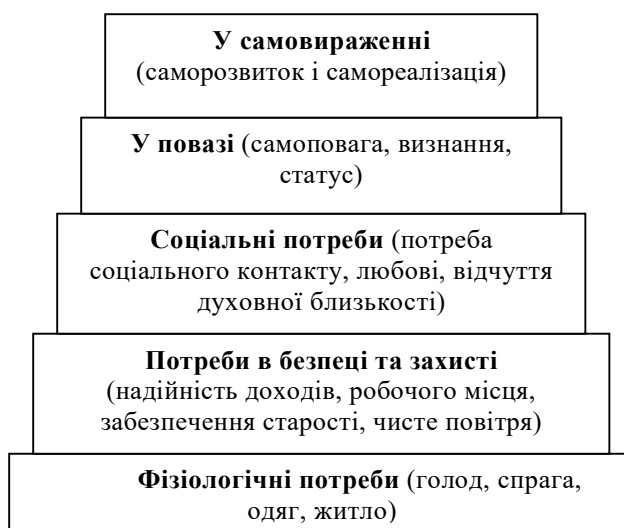 У самовираженні
(саморозвиток і самореалізація)
У повазі (самоповага, визнання,
статус)
Соціальні потреби (потреба
соціального контакту, любові, відчуття
духовної близькості)
Потреби в безпеці та захисті
(надійність доходів, робочого місця,
забезпечення старості, чисте повітря)
Фізіологічні потреби (голод, спрага,
одяг, житло)